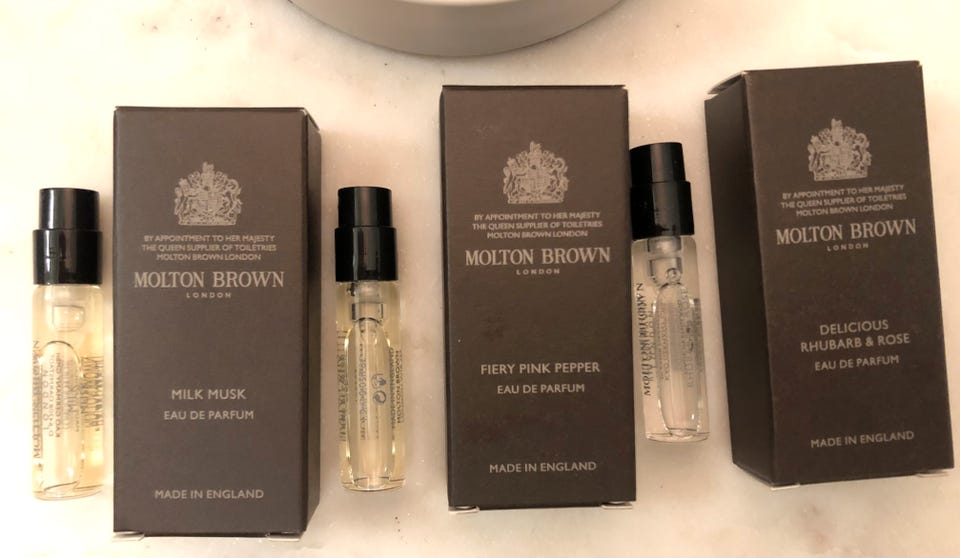 BY APPOINTMENT TO HER MAJESTY
THE QUEEN SUPPLIER OF TOILETRIES
MOLTON BROWN LONDON
MOLTON BROWN
LONDON
MILK MUSK
EAU DE PARFUM
MADE IN ENGLAND
MOLTON BROWN
BY APPOINTMENT TO HER MAJESTY
THE QUEEN SUPPLIER OF TOILETRIES
MOLTON BROWN LONDON
MOLTON BROWN
LONDON
FIERY PINK PEPPER
EAU DE PARFUM
MADE IN ENGLAND
BY APPOINTMENT TO HER MAJESTY
THE QUEEN SUPPLIER OF TOILETRIES
MOLTON BROWN LONDON
MOLTON BROWN
LONDON
DELICIOUS
RHUBARB & ROSE
EAU DE PARFUM
MADE IN ENGLAND